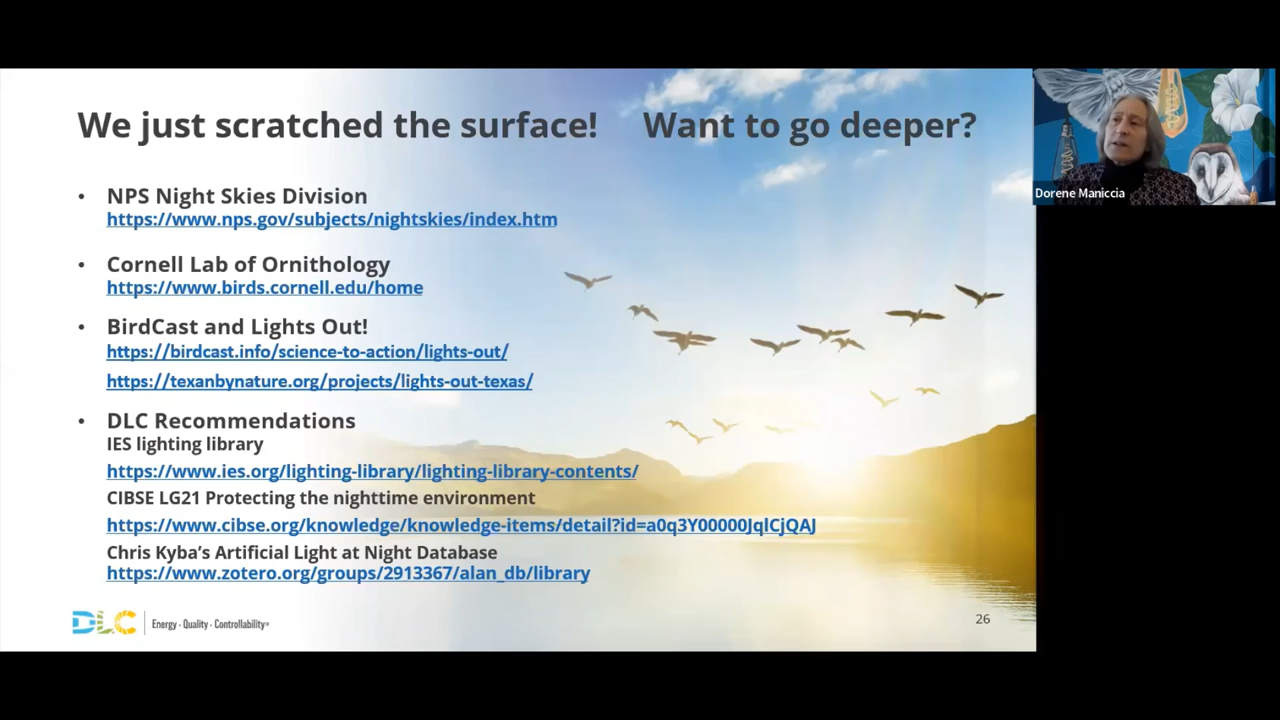 We just scratched the surface! Want to go deeper?
Dorene Maniccia
• NPS Night Skies Division
https://www.nps.gov/subjects/nightskies/index.htm
• Cornell Lab of Ornithology
https://www.birds.cornell.edu/home
• BirdCast and Lights Out!
https://birdcast.info/science-to-action/lights-out/
https://texanbynature.org/projects/lights-out-texas/
• DLC Recommendations
IES lighting library
https://www.ies.org/lighting-library/lighting-library-contents/
CIBSE LG21 Protecting the nighttime environment
https://www.cibse.org/knowledge/knowledge-items/detail?id=a0q3Y00000JqlCjQAJ
Chris Kyba’s Artificial Light at Night Database
https://www.zotero.org/groups/2913367/alan_db/library
DLC Energy · Quality · Controllability
26